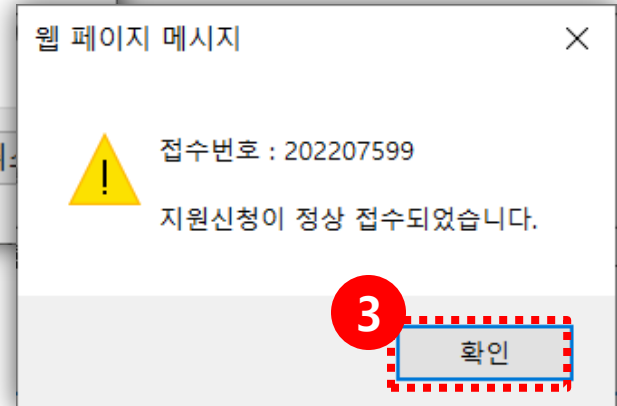 웹 페이지 메시지
접수번호 : 202207599
지원신청이 정상 접수되었습니다.
3
확인